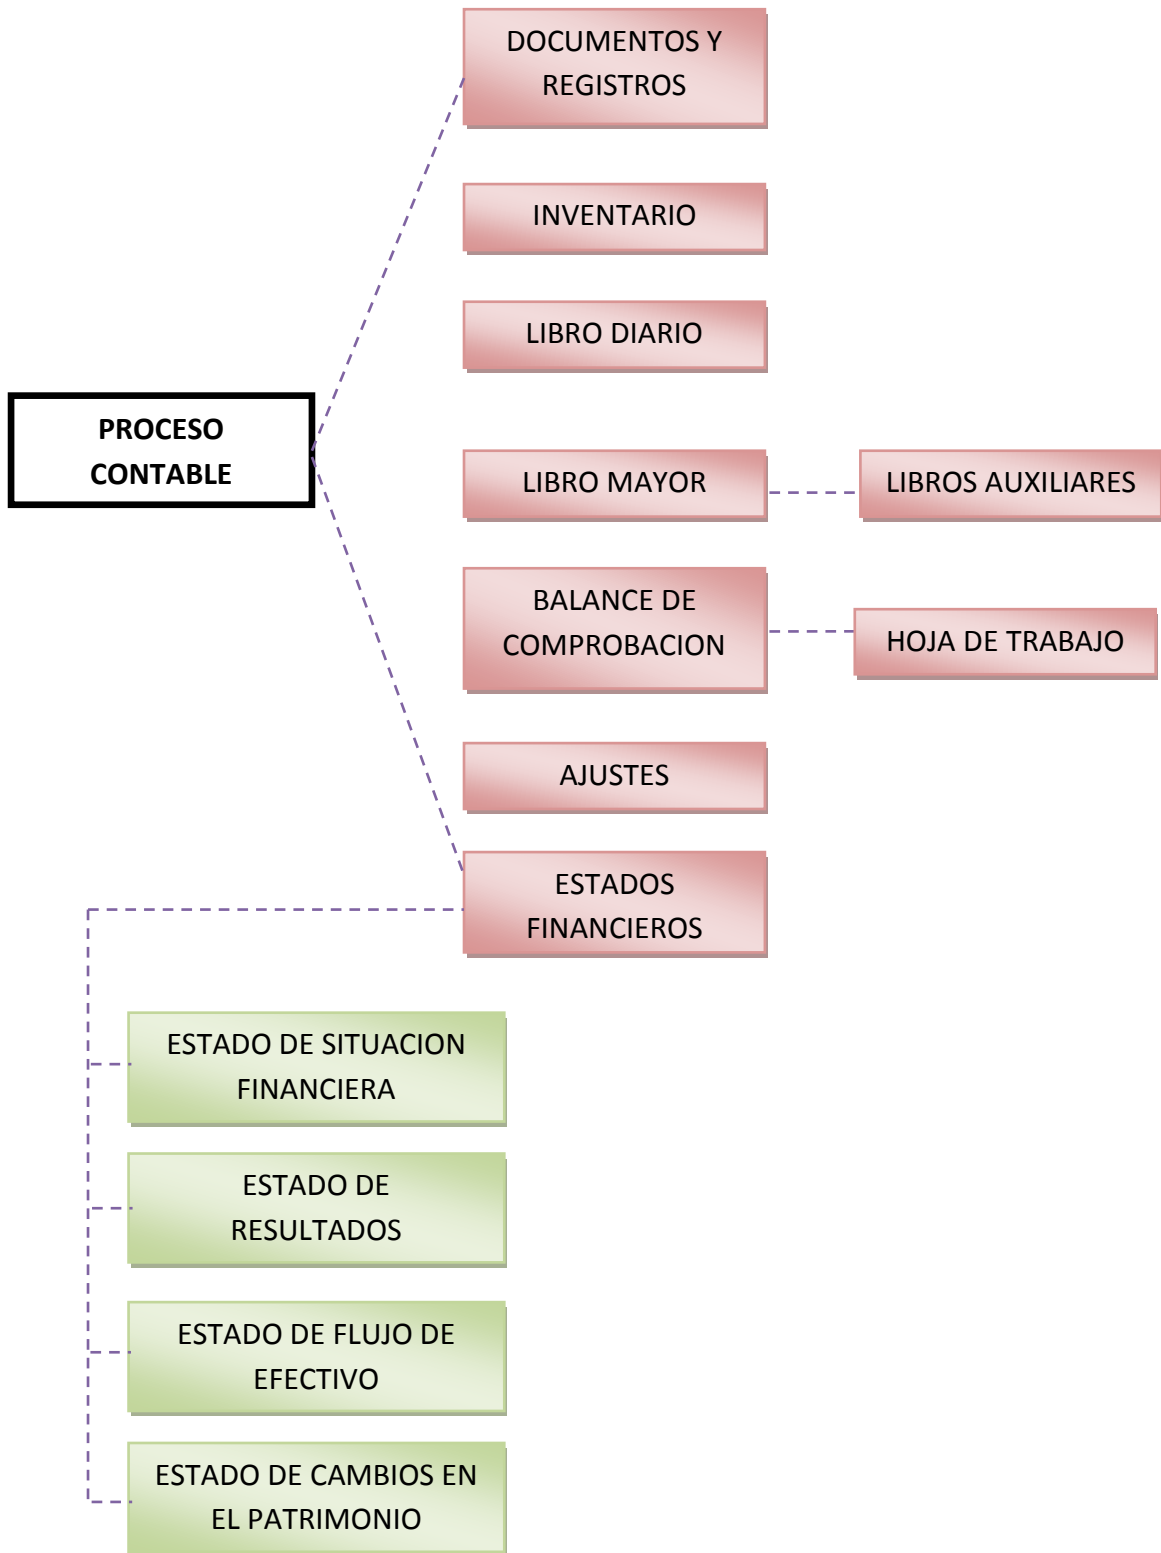 DOCUMENTOS Y
REGISTROS
INVENTARIO
LIBRO DIARIO
PROCESO
CONTABLE
LIBRO MAYOR
LIBROS AUXILIARES
BALANCE DE
COMPROBACION
HOJA DE TRABAJO
AJUSTES
ESTADOS
FINANCIEROS
ESTADO DE SITUACION
FINANCIERA
ESTADO DE
RESULTADOS
ESTADO DE FLUJO DE
EFECTIVO
ESTADO DE CAMBIOS EN
EL PATRIMONIO